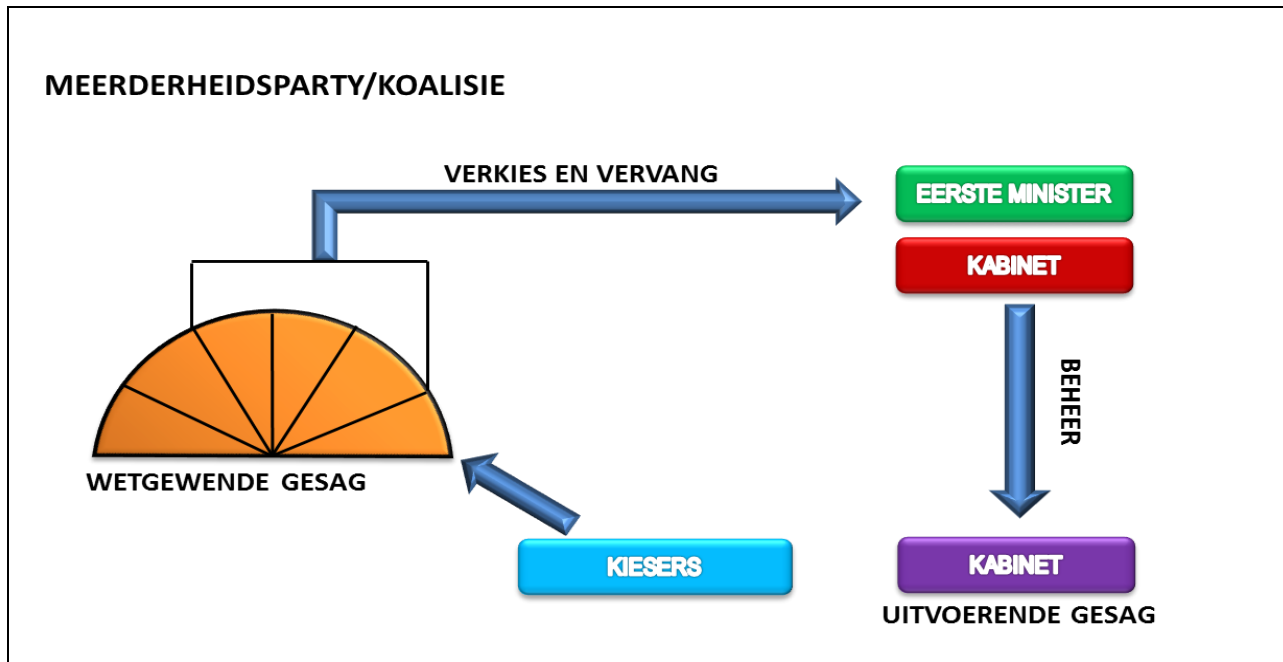 MEERDERHEIDSPARTY/KOALISIE
VERKIES EN VERVANG
EERSTE MINISTER
KABINET
BEHEER
WETGEWENDE GESAG
KIESERS
KABINET
UITVOERENDE GESAG